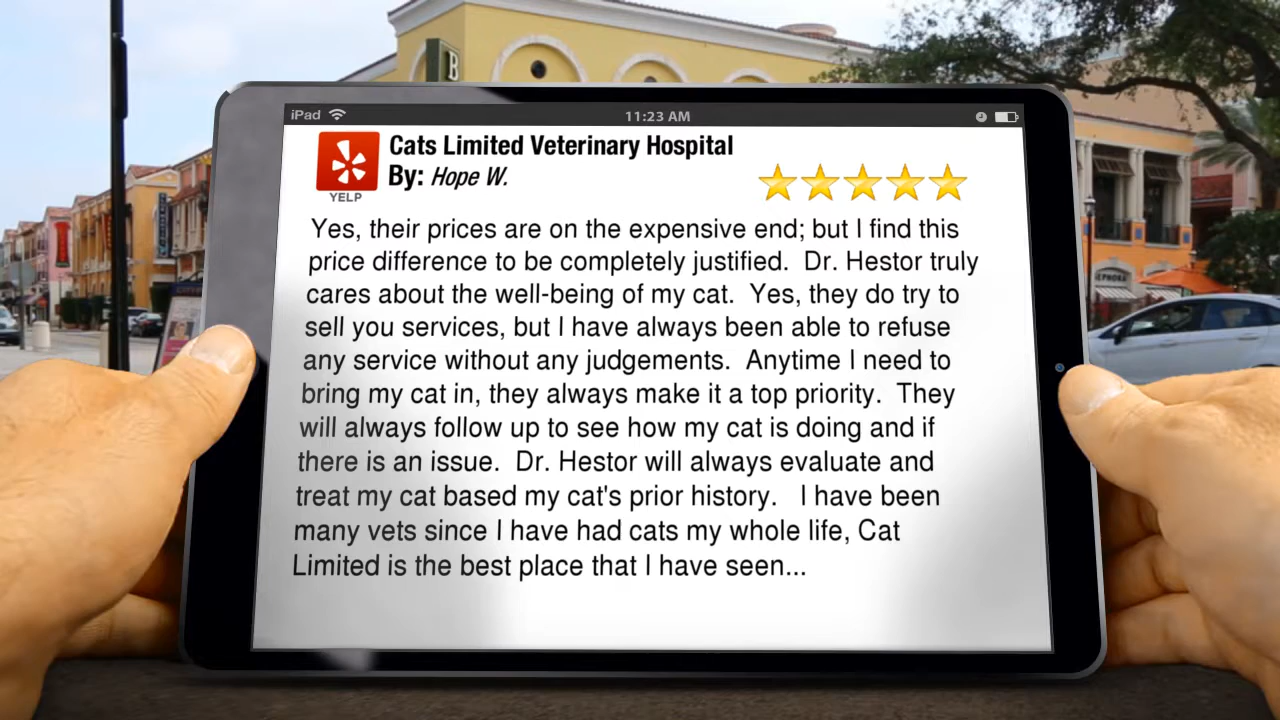 B
iPad
11:23 AM
Cats Limited Veterinary Hospital
By: Hope W.
YELP
Yes, their prices are on the expensive end; but I find this
price difference to be completely justified.  Dr. Hestor truly
cares about the well-being of my cat.  Yes, they do try to
sell you services, but I have always been able to refuse
any service without any judgements.  Anytime I need to
bring my cat in, they always make it a top priority.  They
will always follow up to see how my cat is doing and if
there is an issue.  Dr. Hestor will always evaluate and
treat my cat based my cat's prior history.   I have been
many vets since I have had cats my whole life, Cat
Limited is the best place that I have seen...
SEPHORA